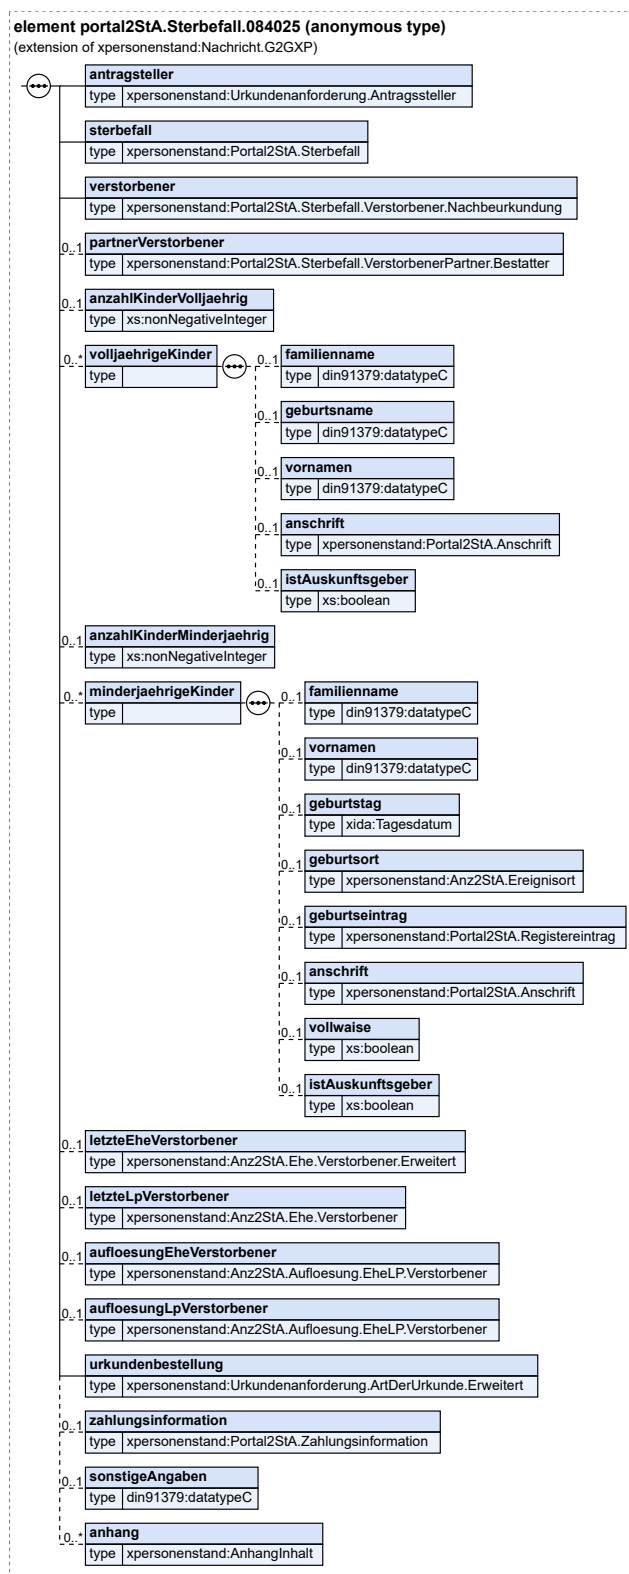 element portal2StA.Sterbefall.084025 (anonymous type)
(extension of xpersonenstand:Nachricht.G2GXP)
antragsteller
type xpersonenstand:Urkundenanforderung.Antragssteller
sterbefall
type xpersonenstand:Portal2StA.Sterbefall
verstorbener
type xpersonenstand:Portal2StA.Sterbefall.Verstorbener.Nachbeurkundung
0..1 partnerVerstorbener
type xpersonenstand:Portal2StA.Sterbefall.VerstorbenerPartner.Bestatter
0..1 anzahlKinderVolljaehrig
type xs:nonNegativeInteger
0..* volljaehrigeKinder
type
0..1 familienname
type din91379:datatypeC
0..1 geburtsname
type din91379:datatypeC
0..1 vornamen
type din91379:datatypeC
0..1 anschrift
type xpersonenstand:Portal2StA.Anschrift
0..1 istAuskunftsgeber
type xs:boolean
0..1 anzahlKinderMinderjaehrig
type xs:nonNegativeInteger
0..* minderjaehrigeKinder
type
0..1 familienname
type din91379:datatypeC
0..1 vornamen
type din91379:datatypeC
0..1 geburtstag
type xida:Tagesdatum
0..1 geburtsort
type xpersonenstand:Anz2StA.Ereignisort
0..1 geburtseintrag
type xpersonenstand:Portal2StA.Registereintrag
0..1 anschrift
type xpersonenstand:Portal2StA.Anschrift
0..1 vollwaise
type xs:boolean
0..1 istAuskunftsgeber
type xs:boolean
0..1 letzteEheVerstorbener
type xpersonenstand:Anz2StA.Ehe.Verstorbener.Erweitert
0..1 letzteLpVerstorbener
type xpersonenstand:Anz2StA.Ehe.Verstorbener
0..1 aufloesungEheVerstorbener
type xpersonenstand:Anz2StA.Aufloesung.EheLP.Verstorbener
0..1 aufloesungLpVerstorbener
type xpersonenstand:Anz2StA.Aufloesung.EheLP.Verstorbener
urkundenbestellung
type xpersonenstand:Urkundenanforderung.ArtDerUrkunde.Erweitert
0..1 zahlungsinformation
type xpersonenstand:Portal2StA.Zahlungsinformation
0..1 sonstigeAngaben
type din91379:datatypeC
0..* anhang
type xpersonenstand:AnhangInhalt